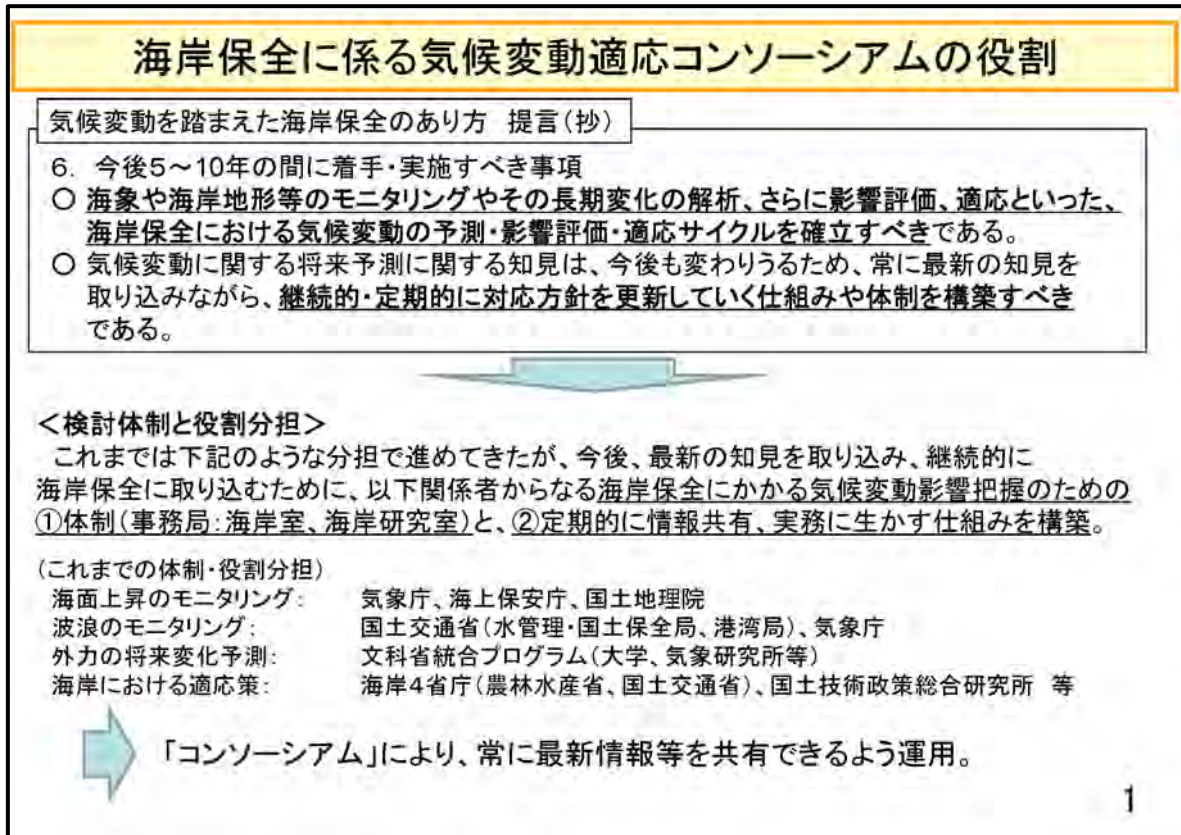 海岸保全に係る気候変動適応コンソーシアムの役割
気候変動を踏まえた海岸保全のあり方　提言(抄)
6.　今後5～10年の間に着手・実施すべき事項
○ 海象や海岸地形等のモニタリングやその長期変化の解析、さらに影響評価、適応といった、
海岸保全における気候変動の予測・影響評価・適応サイクルを確立すべきである。
○ 気候変動に関する将来予測に関する知見は、今後も変わりうるため、常に最新の知見を
取り込みながら、継続的・定期的に対応方針を更新していく仕組みや体制を構築すべき
である。
＜検討体制と役割分担＞
これまでは下記のような分担で進めてきたが、今後、最新の知見を取り込み、継続的に
海岸保全に取り込むために、以下関係者からなる海岸保全にかかる気候変動影響把握のための
①体制(事務局:海岸室、海岸研究室)と、②定期的に情報共有、実務に生かす仕組みを構築。
(これまでの体制・役割分担)
海面上昇のモニタリング:　気象庁、海上保安庁、国土地理院
波浪のモニタリング:　国土交通省(水管理・国土保全局、港湾局)、気象庁
外力の将来変化予測:　文科省統合プログラム(大学、気象研究所等)
海岸における適応策:　海岸4省庁(農林水産省、国土交通省)、国土技術政策総合研究所　等
「コンソーシアム」により、常に最新情報等を共有できるよう運用。
1